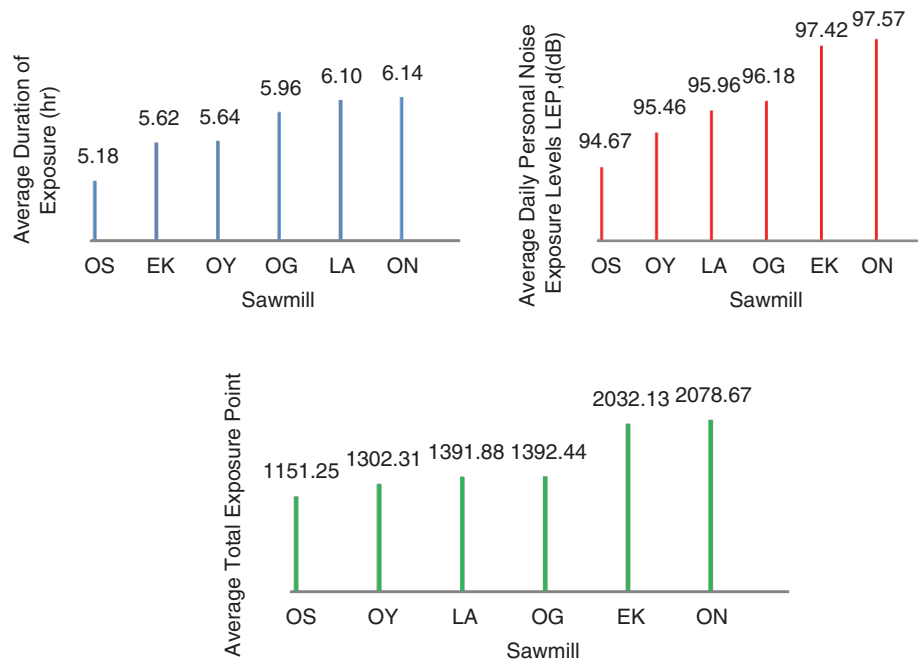 Average Duration of
Exposure (hr)
5.18
5.62
5.64
5.96
6.10
6.14
OS EK OY OG LA ON
Sawmill
Average Daily Personal Noise
Exposure Levels LEP,d(dB)
94.67
95.46
95.96
96.18
97.42
97.57
OS OY LA OG EK ON
Sawmill
Average Total Exposure Point
1151.25
1302.31
1391.88
1392.44
2032.13
2078.67
OS OY LA OG EK ON
Sawmill